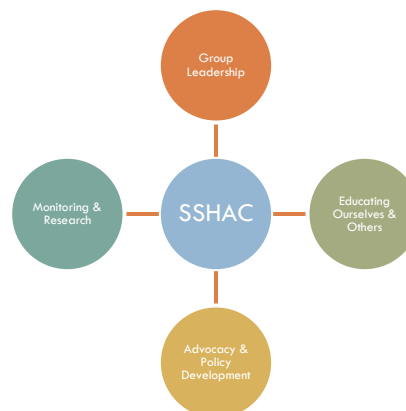 Group
Leadership
Monitoring &
Research
SSHAC
Educating
Ourselves &
Others
Advocacy &
Policy
Development